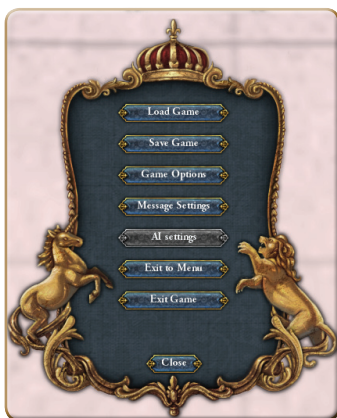 Load Game
Save Game
Game Options
Message Settings
AI settings
Exit to Menu
Exit Game
Close